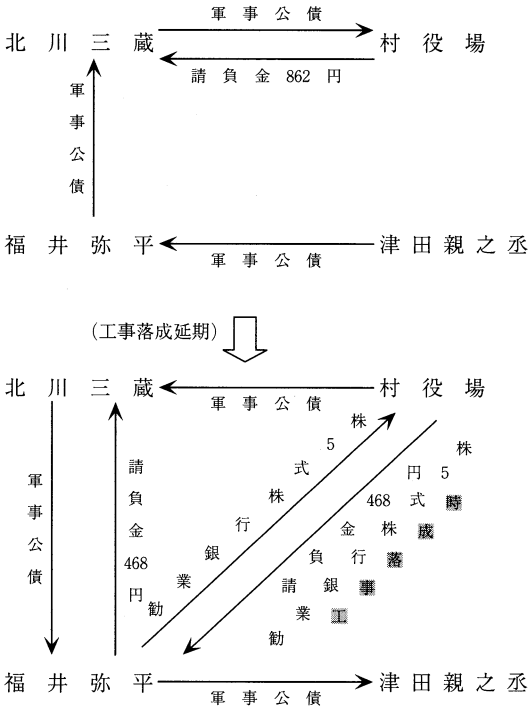 軍事公債
北川三蔵 村役場
請負金862円
軍事公債
福井弥平 津田親之丞
軍事公債
(工事落成延期)
北川三蔵 村役場
軍事公債
軍事公債
請負金468円
勧業銀行株式5株
勧業銀行株式5株
請負金468円
工事落成時
福井弥平 津田親之丞
軍事公債